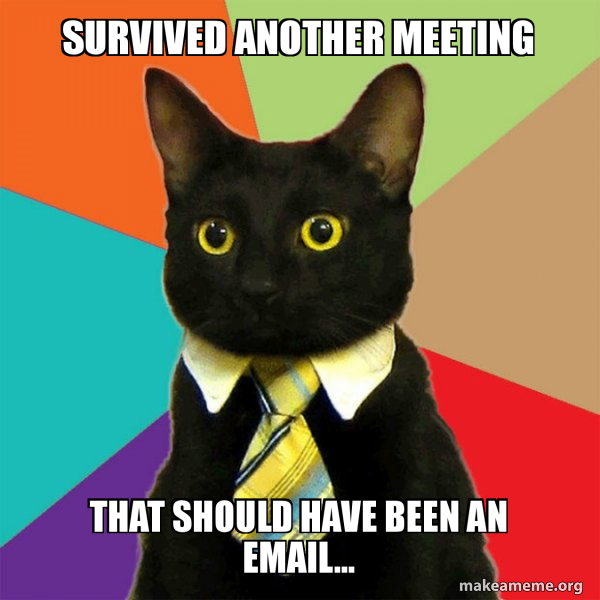 SURVIVED ANOTHER MEETING
THAT SHOULD HAVE BEEN AN
EMAIL...
makeameme.org